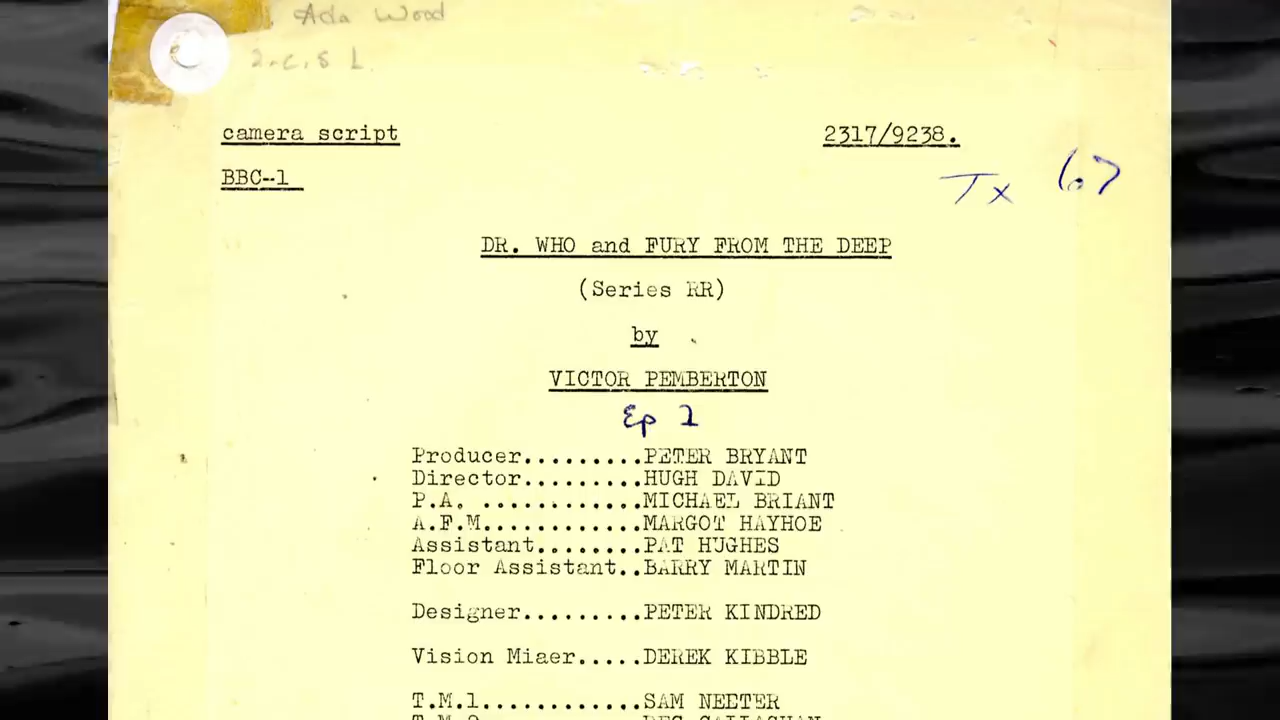 Ada Wood
2.C.S L.
camera script 2317/9238.
BBC-1
Tx 67
DR. WHO and FURY FROM THE DEEP
(Series RR)
by
VICTOR PEMBERTON
Ep 1
Producer.........PETER BRYANT
Director.........HUGH DAVID
P.A. ............MICHAEL BRIANT
A.F.M............MARGOT HAYHOE
Assistant........PAT HUGHES
Floor Assistant..BARRY MARTIN
Designer.........PETER KINDRED
Vision Miaer.....DEREK KIBBLE
T.M.1............SAM NEETER